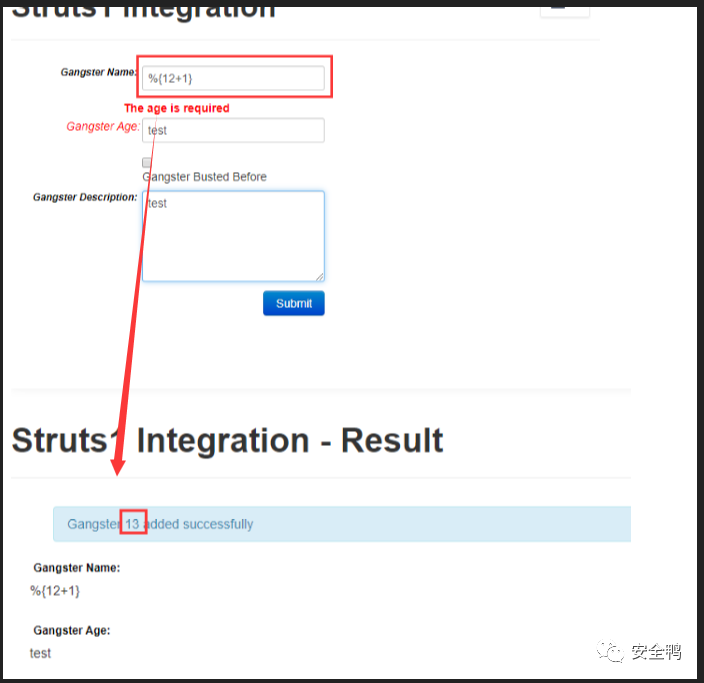 Struts1 Integration
Gangster Name:
%{12+1}
The age is required
Gangster Age:
test
Gangster Busted Before
Gangster Description:
test
Submit
Struts1 Integration - Result
Gangster 13 added successfully
Gangster Name:
%{12+1}
Gangster Age:
test
安全鸭